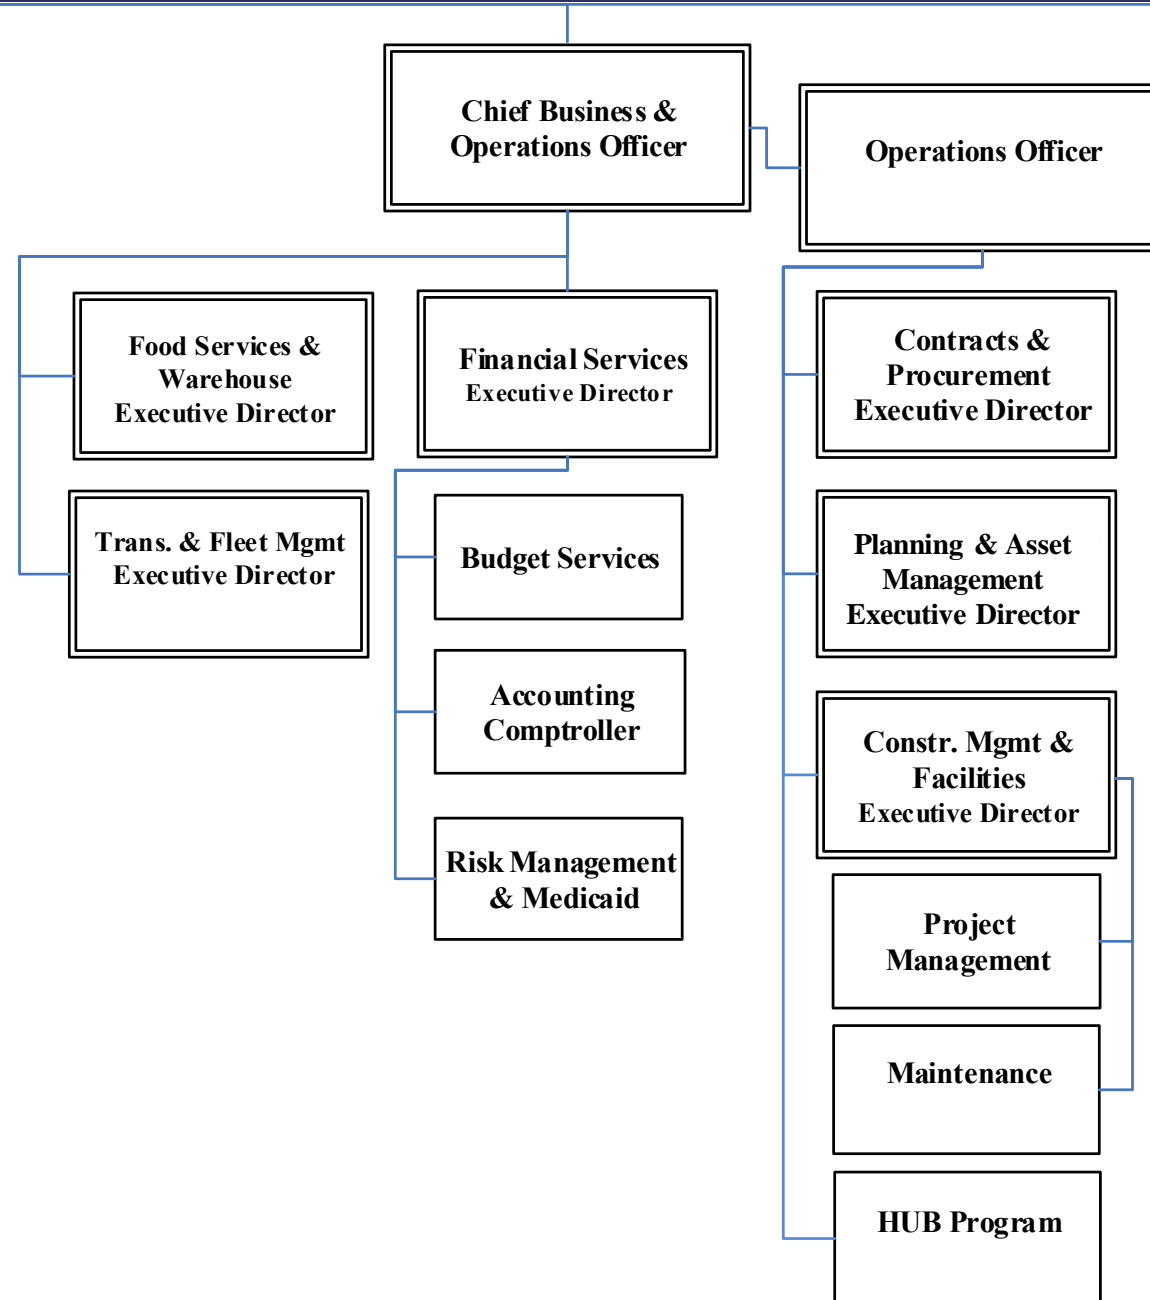 Chief Business &
Operations Officer
Operations Officer
Food Services &
Warehouse
Executive Director
Trans. & Fleet Mgmt
Executive Director
Financial Services
Executive Director
Budget Services
Accounting
Comptroller
Risk Management
& Medicaid
Contracts &
Procurement
Executive Director
Planning & Asset
Management
Executive Director
Constr. Mgmt &
Facilities
Executive Director
Project
Management
Maintenance
HUB Program